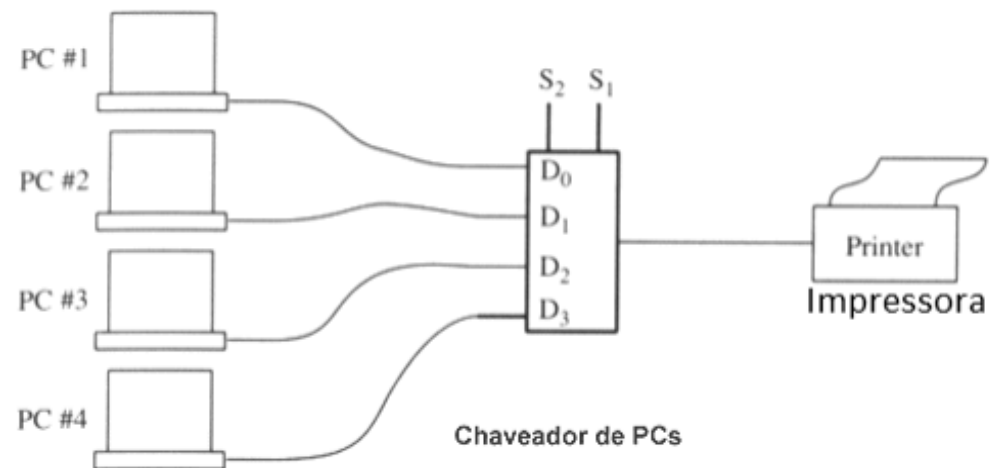 PC #1
PC #2
PC #3
PC #4
S₂ S₁
D₀
D₁
D₂
D₃
Printer
Impressora
Chaveador de PCs